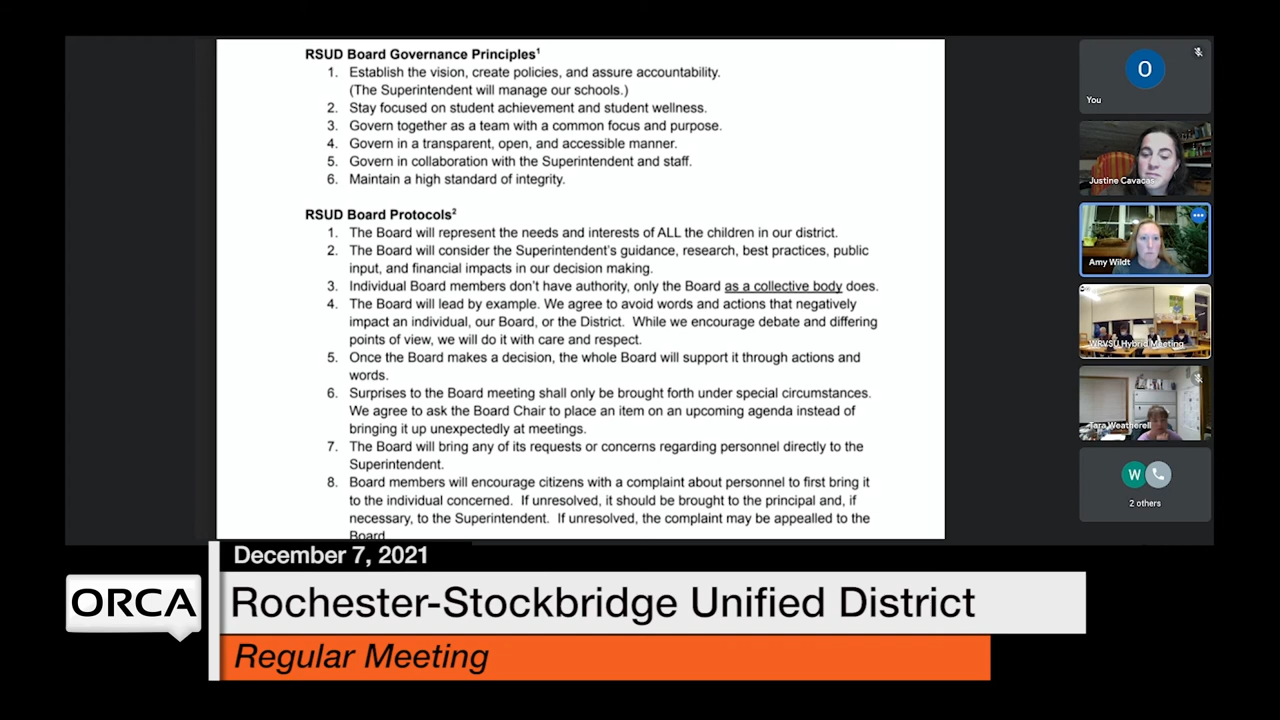 RSUD Board Governance Principles¹
1. Establish the vision, create policies, and assure accountability.
(The Superintendent will manage our schools.)
2. Stay focused on student achievement and student wellness.
3. Govern together as a team with a common focus and purpose.
4. Govern in a transparent, open, and accessible manner.
5. Govern in collaboration with the Superintendent and staff.
6. Maintain a high standard of integrity.
RSUD Board Protocols²
1. The Board will represent the needs and interests of ALL the children in our district.
2. The Board will consider the Superintendent's guidance, research, best practices, public
input, and financial impacts in our decision making.
3. Individual Board members don't have authority, only the Board as a collective body does.
4. The Board will lead by example. We agree to avoid words and actions that negatively
impact an individual, our Board, or the District. While we encourage debate and differing
points of view, we will do it with care and respect.
5. Once the Board makes a decision, the whole Board will support it through actions and
words.
6. Surprises to the Board meeting shall only be brought forth under special circumstances.
We agree to ask the Board Chair to place an item on an upcoming agenda instead of
bringing it up unexpectedly at meetings.
7. The Board will bring any of its requests or concerns regarding personnel directly to the
Superintendent.
8. Board members will encourage citizens with a complaint about personnel to first bring it
to the individual concerned. If unresolved, it should be brought to the principal and, if
necessary, to the Superintendent. If unresolved, the complaint may be appealled to the
Board
O
You
Justine Cavacas
Amy Wildt
WRVSU Hybrid Meeting
Tara Weatherell
W
2 others
December 7, 2021
ORCA
Rochester-Stockbridge Unified District
Regular Meeting